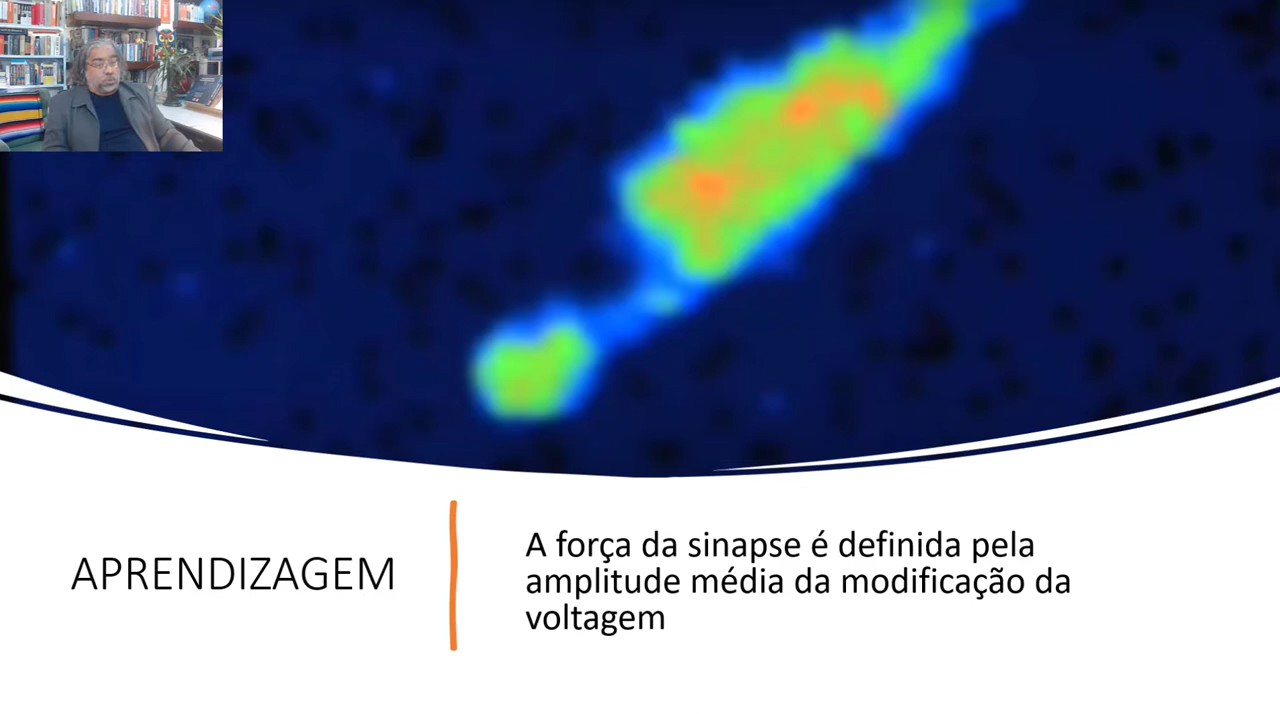 APRENDIZAGEM
A força da sinapse é definida pela
amplitude média da modificação da
voltagem